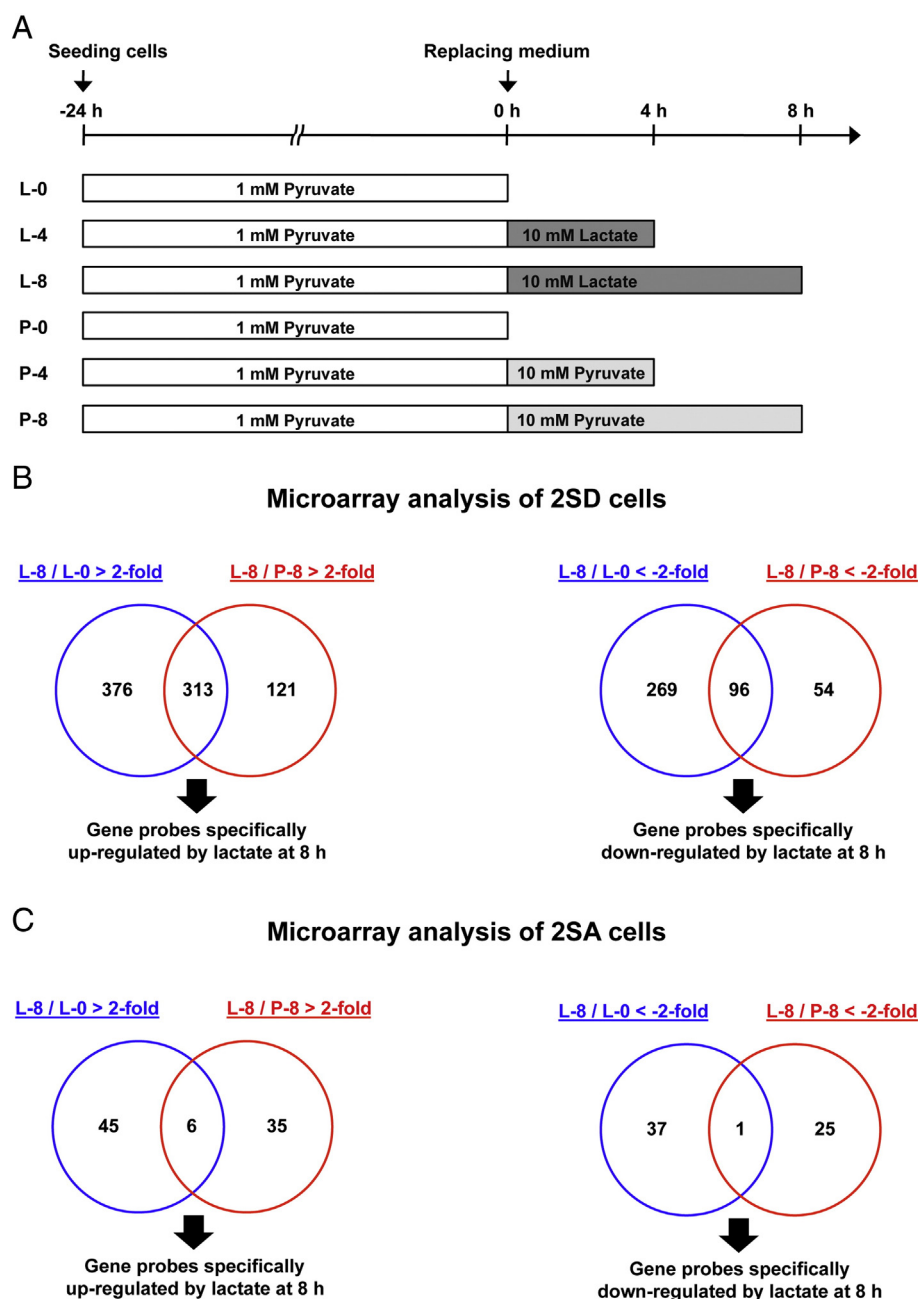 A
Seeding cells
Replacing medium
-24 h
0 h
4 h
8 h
L-0
1 mM Pyruvate
L-4
1 mM Pyruvate
10 mM Lactate
L-8
1 mM Pyruvate
10 mM Lactate
P-0
1 mM Pyruvate
P-4
1 mM Pyruvate
10 mM Pyruvate
P-8
1 mM Pyruvate
10 mM Pyruvate
B
Microarray analysis of 2SD cells
L-8 / L-0 > 2-fold
L-8 / P-8 > 2-fold
376
313
121
Gene probes specifically
up-regulated by lactate at 8 h
L-8 / L-0 < -2-fold
L-8 / P-8 < -2-fold
269
96
54
Gene probes specifically
down-regulated by lactate at 8 h
C
Microarray analysis of 2SA cells
L-8 / L-0 > 2-fold
L-8 / P-8 > 2-fold
45
6
35
Gene probes specifically
up-regulated by lactate at 8 h
L-8 / L-0 < -2-fold
L-8 / P-8 < -2-fold
37
1
25
Gene probes specifically
down-regulated by lactate at 8 h